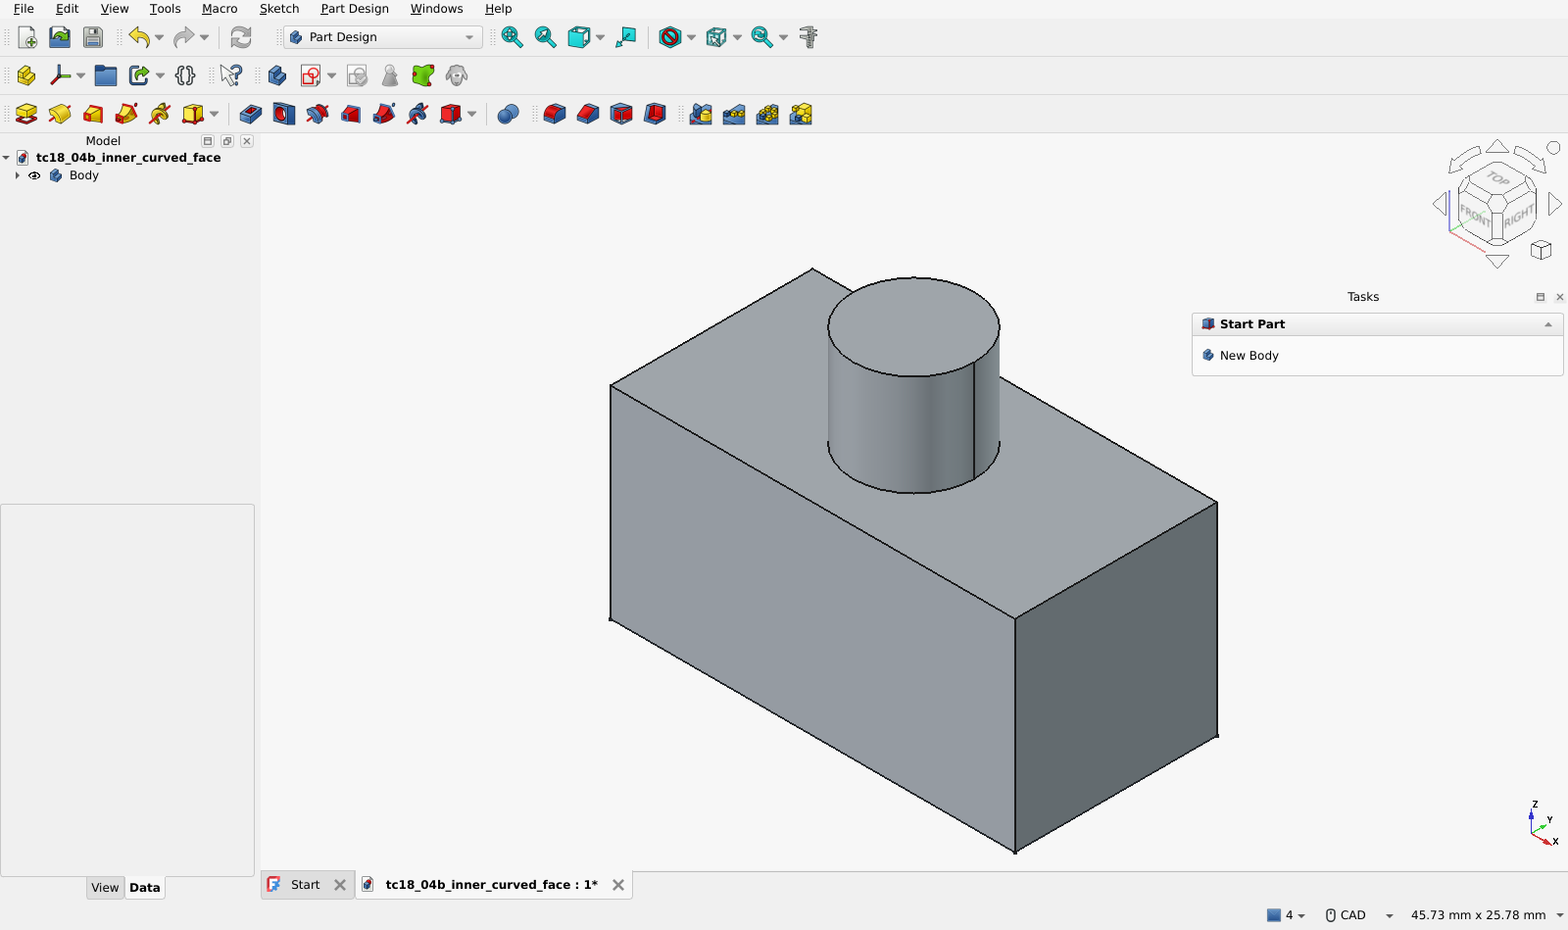 File Edit View Tools Macro Sketch Part Design Windows Help
Part Design
Model
tc18_04b_inner_curved_face
Body
TOP
FRONT
RIGHT
Tasks
Start Part
New Body
Z
Y
X
View Data
Start
tc18_04b_inner_curved_face : 1*
4 CAD 45.73 mm x 25.78 mm